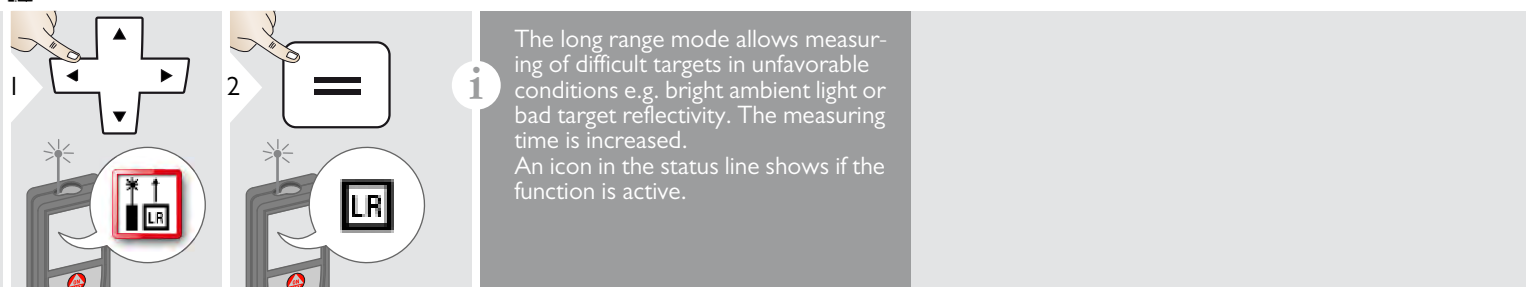 1
2
LR
LR
i
The long range mode allows measur-
ing of difficult targets in unfavorable
conditions e.g. bright ambient light or
bad target reflectivity. The measuring
time is increased.
An icon in the status line shows if the
function is active.